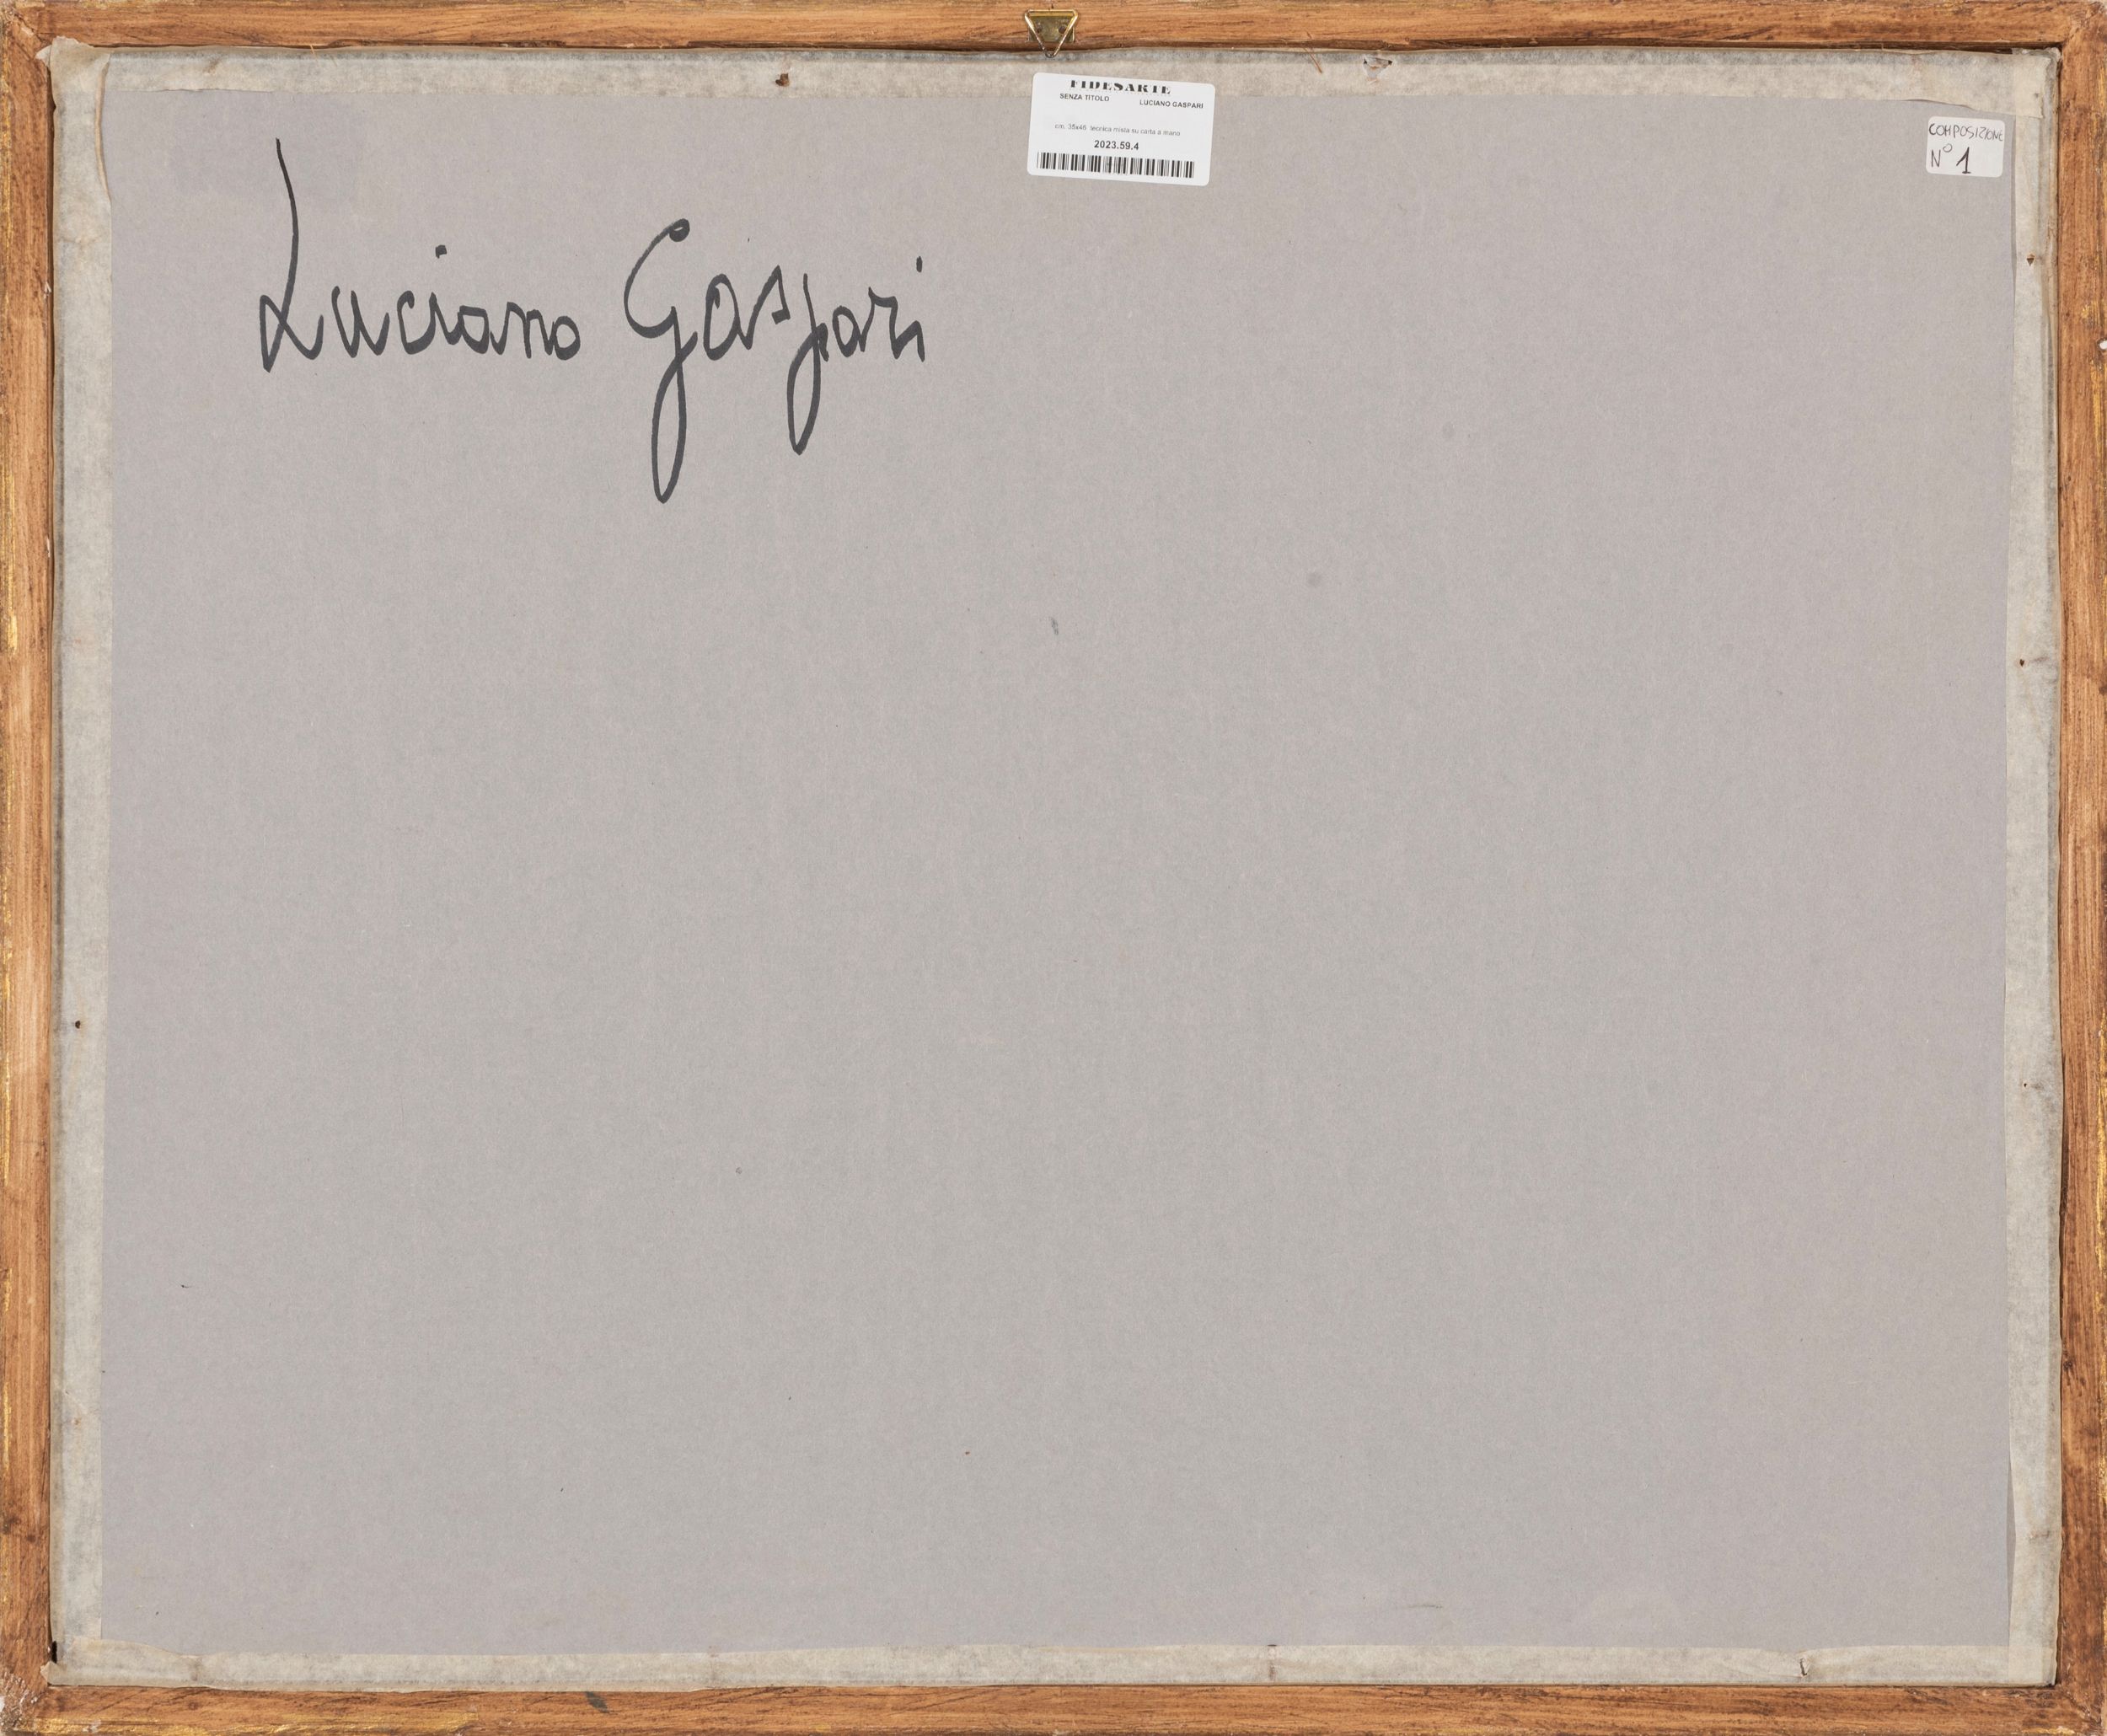 FIDESARTE
SENZA TITOLO LUCIANO GASPARI
cm. 35x48 tecnica mista su carta a mano
2023.59.4
COMPOSIZIONE
N° 1
Luciano Gaspari